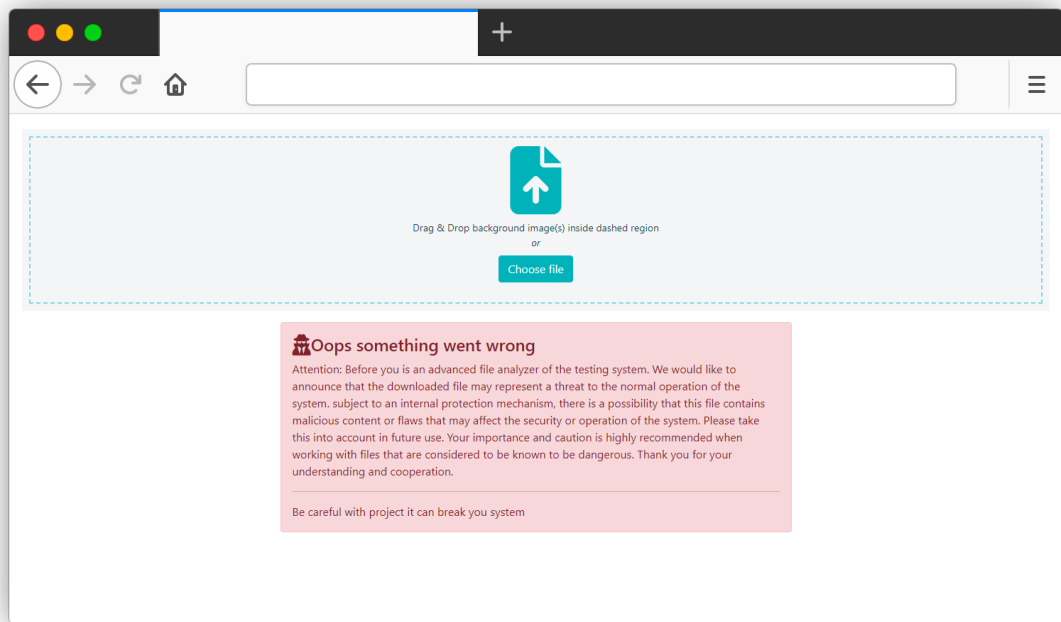 Drag & Drop background image(s) inside dashed region
or
Choose file
Oops something went wrong
Attention: Before you is an advanced file analyzer of the testing system. We would like to
announce that the downloaded file may represent a threat to the normal operation of the
system. subject to an internal protection mechanism, there is a possibility that this file contains
malicious content or flaws that may affect the security or operation of the system. Please take
this into account in future use. Your importance and caution is highly recommended when
working with files that are considered to be known to be dangerous. Thank you for your
understanding and cooperation.
Be careful with project it can break you system